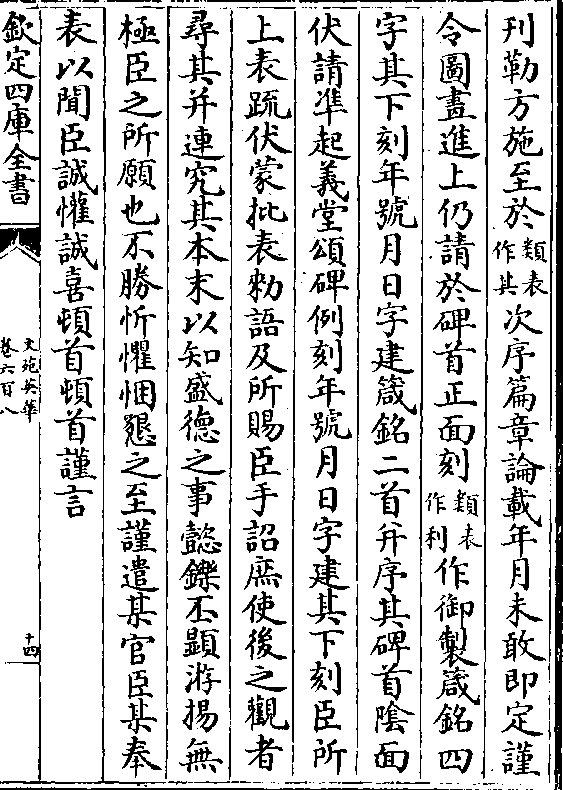 刊勒方施至於類表作其次序篇章論載年月未敢即定謹
令圖畫進上仍請於碑首正面刻類表作利作御製箴銘四
字其下刻年號月日字建箴銘二首并序其碑首陰面
伏請準起義堂頌碑例刻年號月日字建其下刻臣所
上表䟽伏蒙批表勑語及所賜臣手詔庶使後之觀者
尋其并連究其本末以知盛德之事懿鑠丕顯游揚無
極臣之所願也不勝忻懼悃懇之至謹遣某官臣某奉
表以聞臣誠懽誠喜頓首頓首謹言
欽定四庫全書
文苑英華
卷六百八
十四